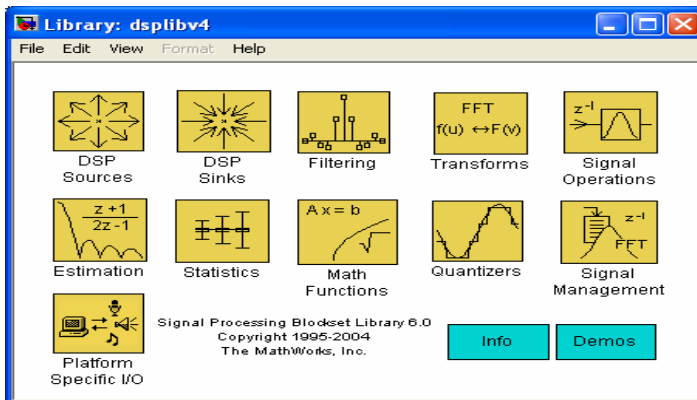 Library: dsplibv4
File Edit View Format Help
FFT
f(u) ↔F(v)
z-1
DSP
Sources
DSP
Sinks
Filtering
Transforms
Signal
Operations
z+1
2z-1
Ax = b
√
z-1
FFT
Estimation
Statistics
Math
Functions
Quantizers
Signal
Management
Signal Processing Blockset Library 6.0
Copyright 1995-2004
The MathWorks, Inc.
Info
Demos
Platform
Specific I/O